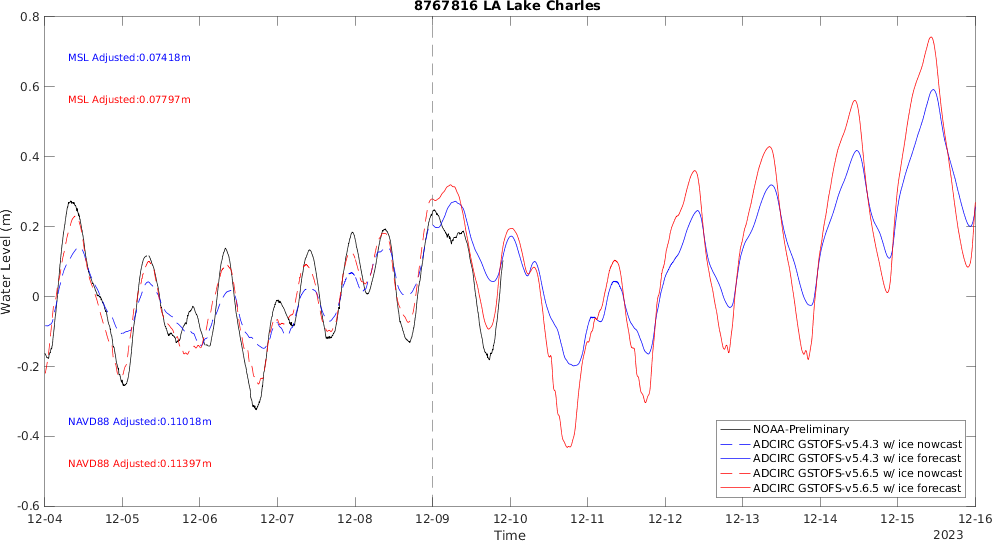 8767816 LA Lake Charles
0.8
0.6
0.4
0.2
0
-0.2
-0.4
-0.6
Water Level (m)
MSL Adjusted:0.07418m
MSL Adjusted:0.07797m
NAVD88 Adjusted:0.11018m
NAVD88 Adjusted:0.11397m
NOAA-Preliminary
ADCIRC GSTOFS-v5.4.3 w/ ice nowcast
ADCIRC GSTOFS-v5.4.3 w/ ice forecast
ADCIRC GSTOFS-v5.6.5 w/ ice nowcast
ADCIRC GSTOFS-v5.6.5 w/ ice forecast
12-04 12-05 12-06 12-07 12-08 12-09 12-10 12-11 12-12 12-13 12-14 12-15 12-16
Time
2023